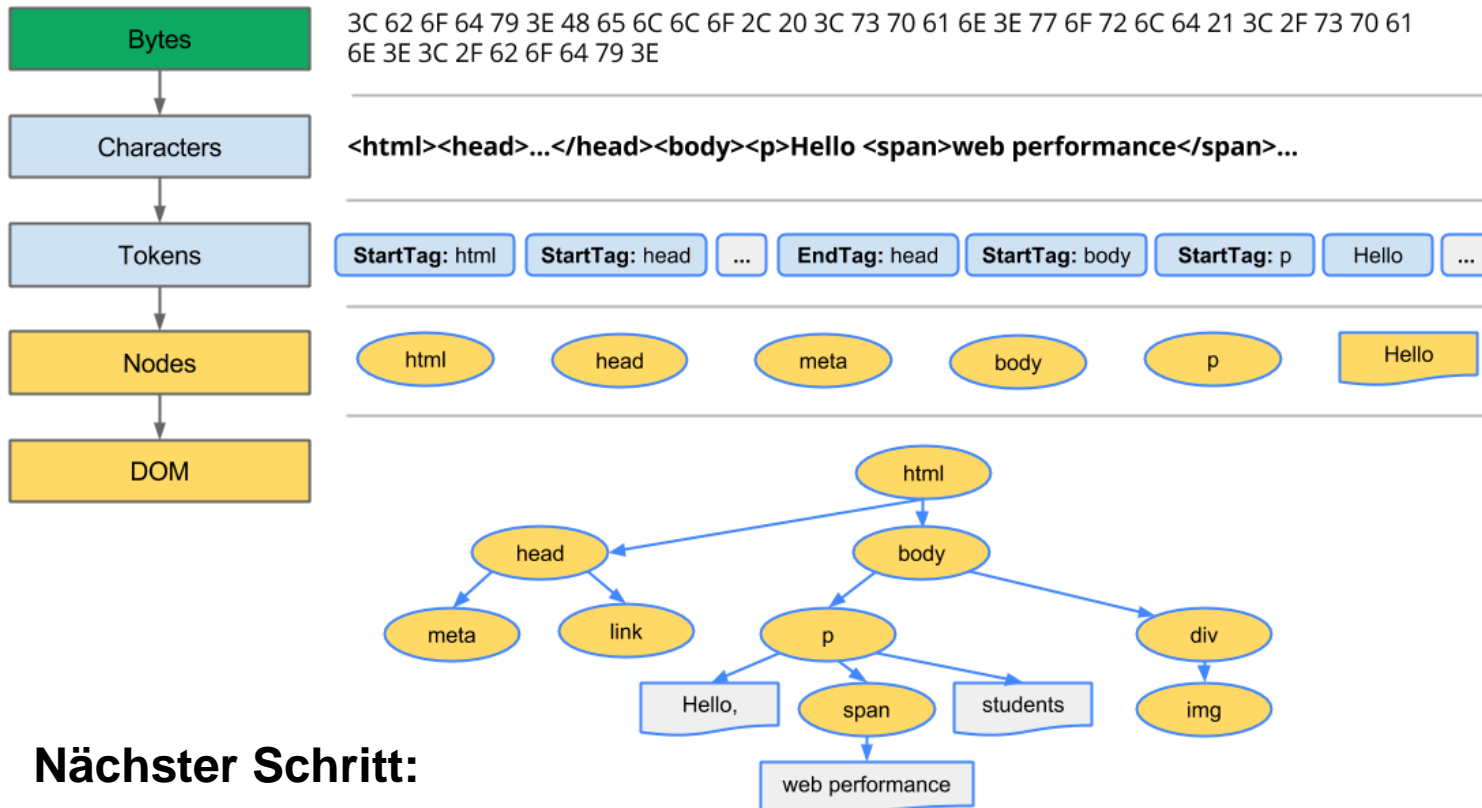 Bytes
3C 62 6F 64 79 3E 48 65 6C 6C 6F 2C 20 3C 73 70 61 6E 3E 77 6F 72 6C 64 21 3C 2F 73 70 61
6E 3E 3C 2F 62 6F 64 79 3E
Characters
<html><head>...</head><body><p>Hello <span>web performance</span>...
Tokens
StartTag: html StartTag: head ... EndTag: head StartTag: body StartTag: p Hello ...
Nodes
html head meta body p Hello
DOM
html
head body
meta link p div
Hello, span students img
web performance
Nächster Schritt: